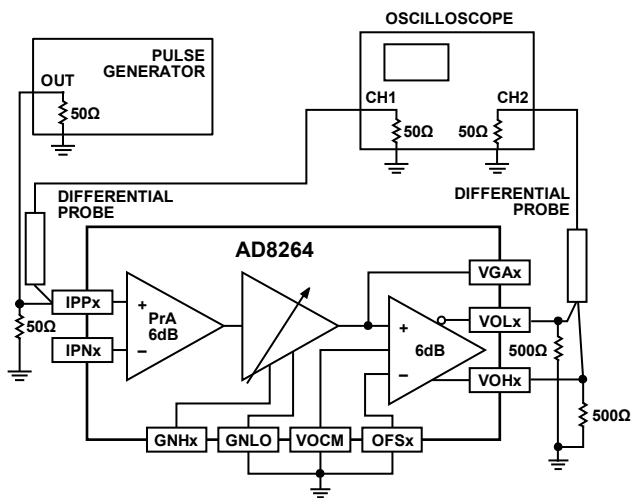 OSCILLOSCOPE
PULSE
GENERATOR
OUT
50Ω
CH1
CH2
50Ω
50Ω
DIFFERENTIAL
PROBE
DIFFERENTIAL
PROBE
AD8264
IPPx
IPNx
50Ω
+
PrA
6dB
–
+
6dB
–
VGAx
VOLx
VOHx
500Ω
500Ω
GNHx
GNLO
VOCM
OFSx